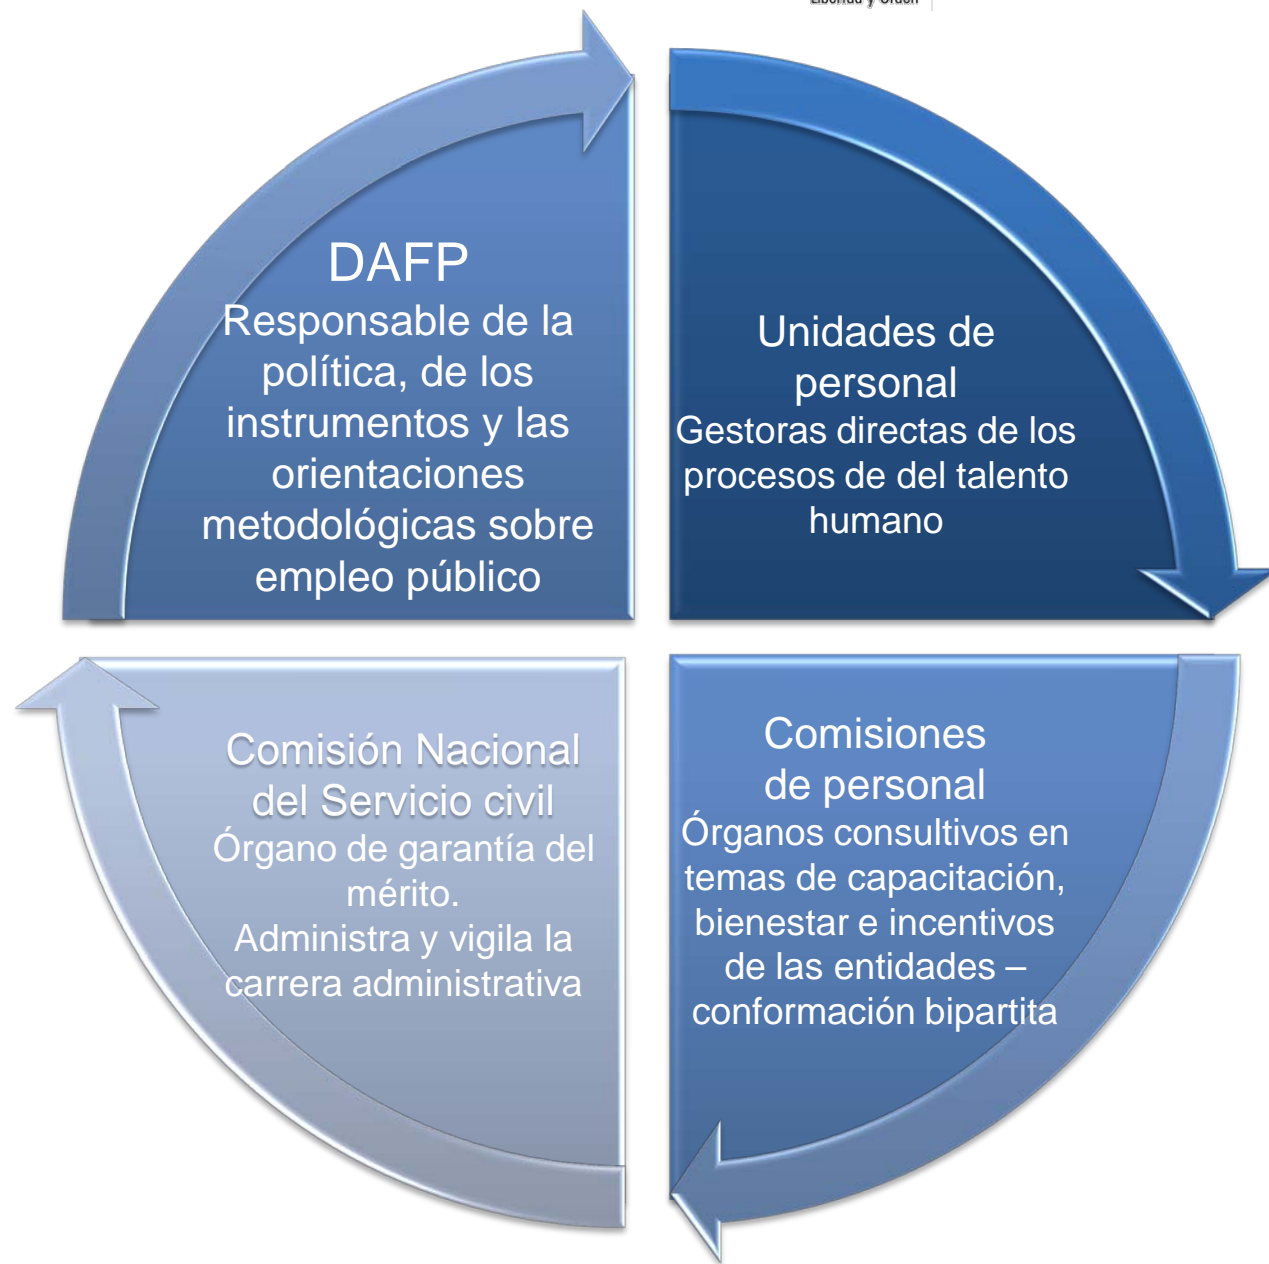 Libertad y Orden
DAFP
Responsable de la
política, de los
instrumentos y las
orientaciones
metodológicas sobre
empleo público
Unidades de
personal
Gestoras directas de los
procesos de del talento
humano
Comisión Nacional
del Servicio civil
Órgano de garantía del
mérito.
Administra y vigila la
carrera administrativa
Comisiones
de personal
Órganos consultivos en
temas de capacitación,
bienestar e incentivos
de las entidades –
conformación bipartita